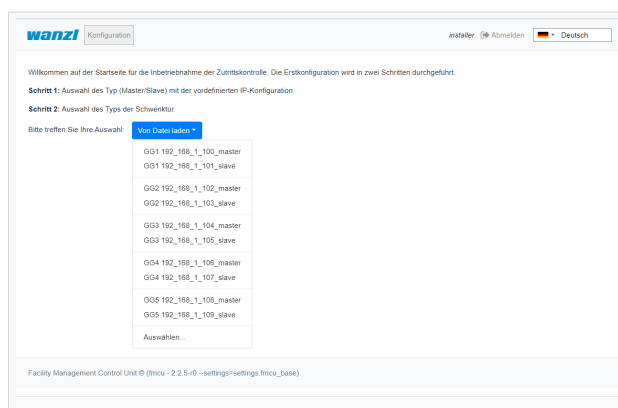 wanzl Konfiguration installer Abmelden Deutsch
Willkommen auf der Startseite für die Inbetriebnahme der Zutrittskontrolle. Die Erstkonfiguration wird in zwei Schritten durchgeführt.
Schritt 1: Auswahl des Typ (Master/Slave) mit der vordefinierten IP-Konfiguration.
Schritt 2: Auswahl des Typs der Schwenktür.
Bitte treffen Sie Ihre Auswahl: Von Datei laden
GG1 192_168_1_100_master
GG1 192_168_1_101_slave
GG2 192_168_1_102_master
GG2 192_168_1_103_slave
GG3 192_168_1_104_master
GG3 192_168_1_105_slave
GG4 192_168_1_106_master
GG4 192_168_1_107_slave
GG5 192_168_1_108_master
GG5 192_168_1_109_slave
Auswählen...
Facility Management Control Unit © (fmcu - 2.2.5-r0 --settings=settings.fmcu_base)